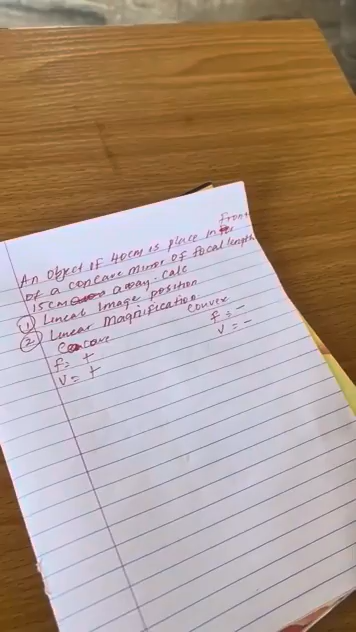 An Object of 40cm is place in front
of a concave mirror of focal length
15cm away. Calc
① Linear Image position
② Linear Magnification
Concave Convex
f = + f = -
V = + V = -